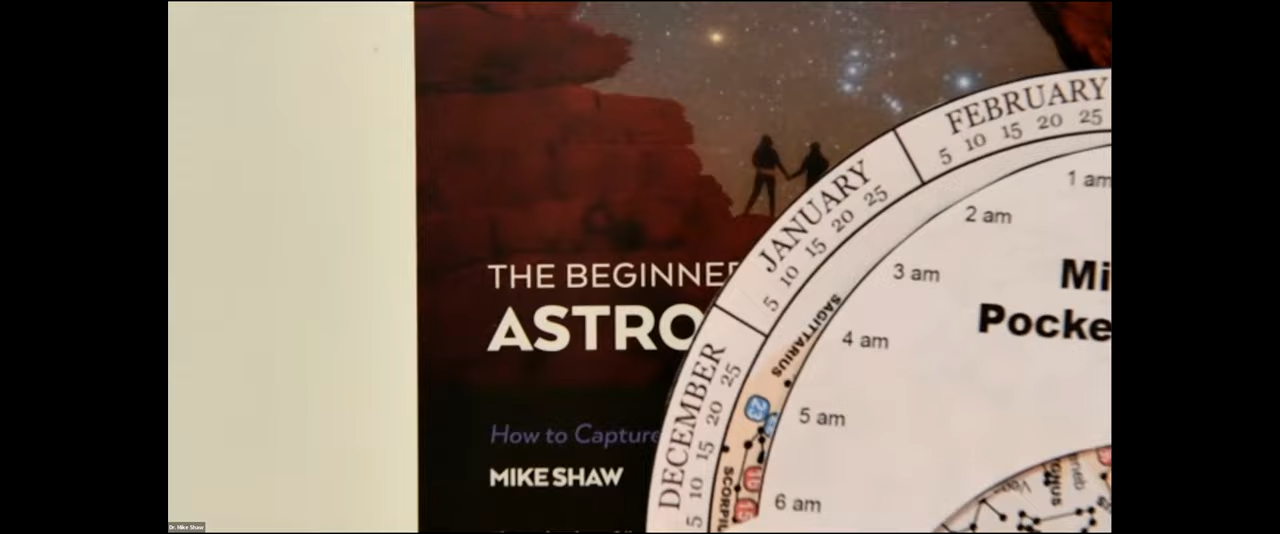 FEBRUARY
5 10 15 20 25
JANUARY
5 10 15 20 25
DECEMBER
5 10 15 20 25
1 am
2 am
3 am
4 am
5 am
6 am
Mi
Pocke
SAGITTARIUS
SCORPIU
THE BEGINNER
ASTRO
How to Capture
MIKE SHAW
Dr. Mike Shaw